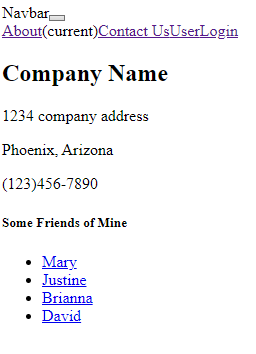 Navbar
About(current)Contact UsUserLogin
Company Name
1234 company address
Phoenix, Arizona
(123)456-7890
Some Friends of Mine
Mary
Justine
Brianna
David